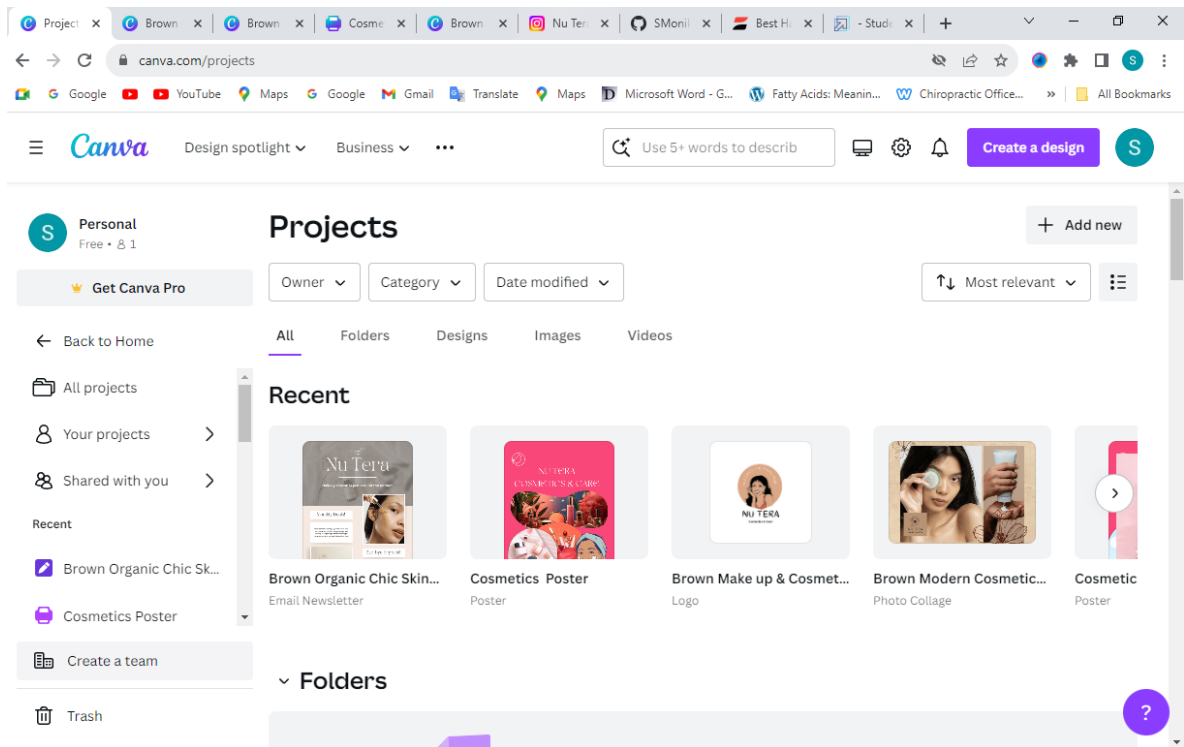 Project
Brown
Brown
Cosme
Brown
Nu Ter
SMonil
Best Ha
- Stude
canva.com/projects
S
Google
YouTube
Maps
Google
Gmail
Translate
Maps
Microsoft Word - G...
Fatty Acids: Meanin...
Chiropractic Office...
»
All Bookmarks
Canva
Design spotlight
Business
Use 5+ words to describ
Create a design
S
S
Personal
Free • 1
Get Canva Pro
Back to Home
All projects
Your projects
Shared with you
Recent
Brown Organic Chic Sk...
Cosmetics Poster
Create a team
Trash
Projects
+ Add new
Owner
Category
Date modified
Most relevant
All
Folders
Designs
Images
Videos
Recent
Nu Tera
NU TERA
COSMETICS & CARE!
NU TERA
Brown Organic Chic Skin...
Email Newsletter
Cosmetics Poster
Poster
Brown Make up & Cosmet...
Logo
Brown Modern Cosmetic...
Photo Collage
Cosmetic
Poster
Folders
?